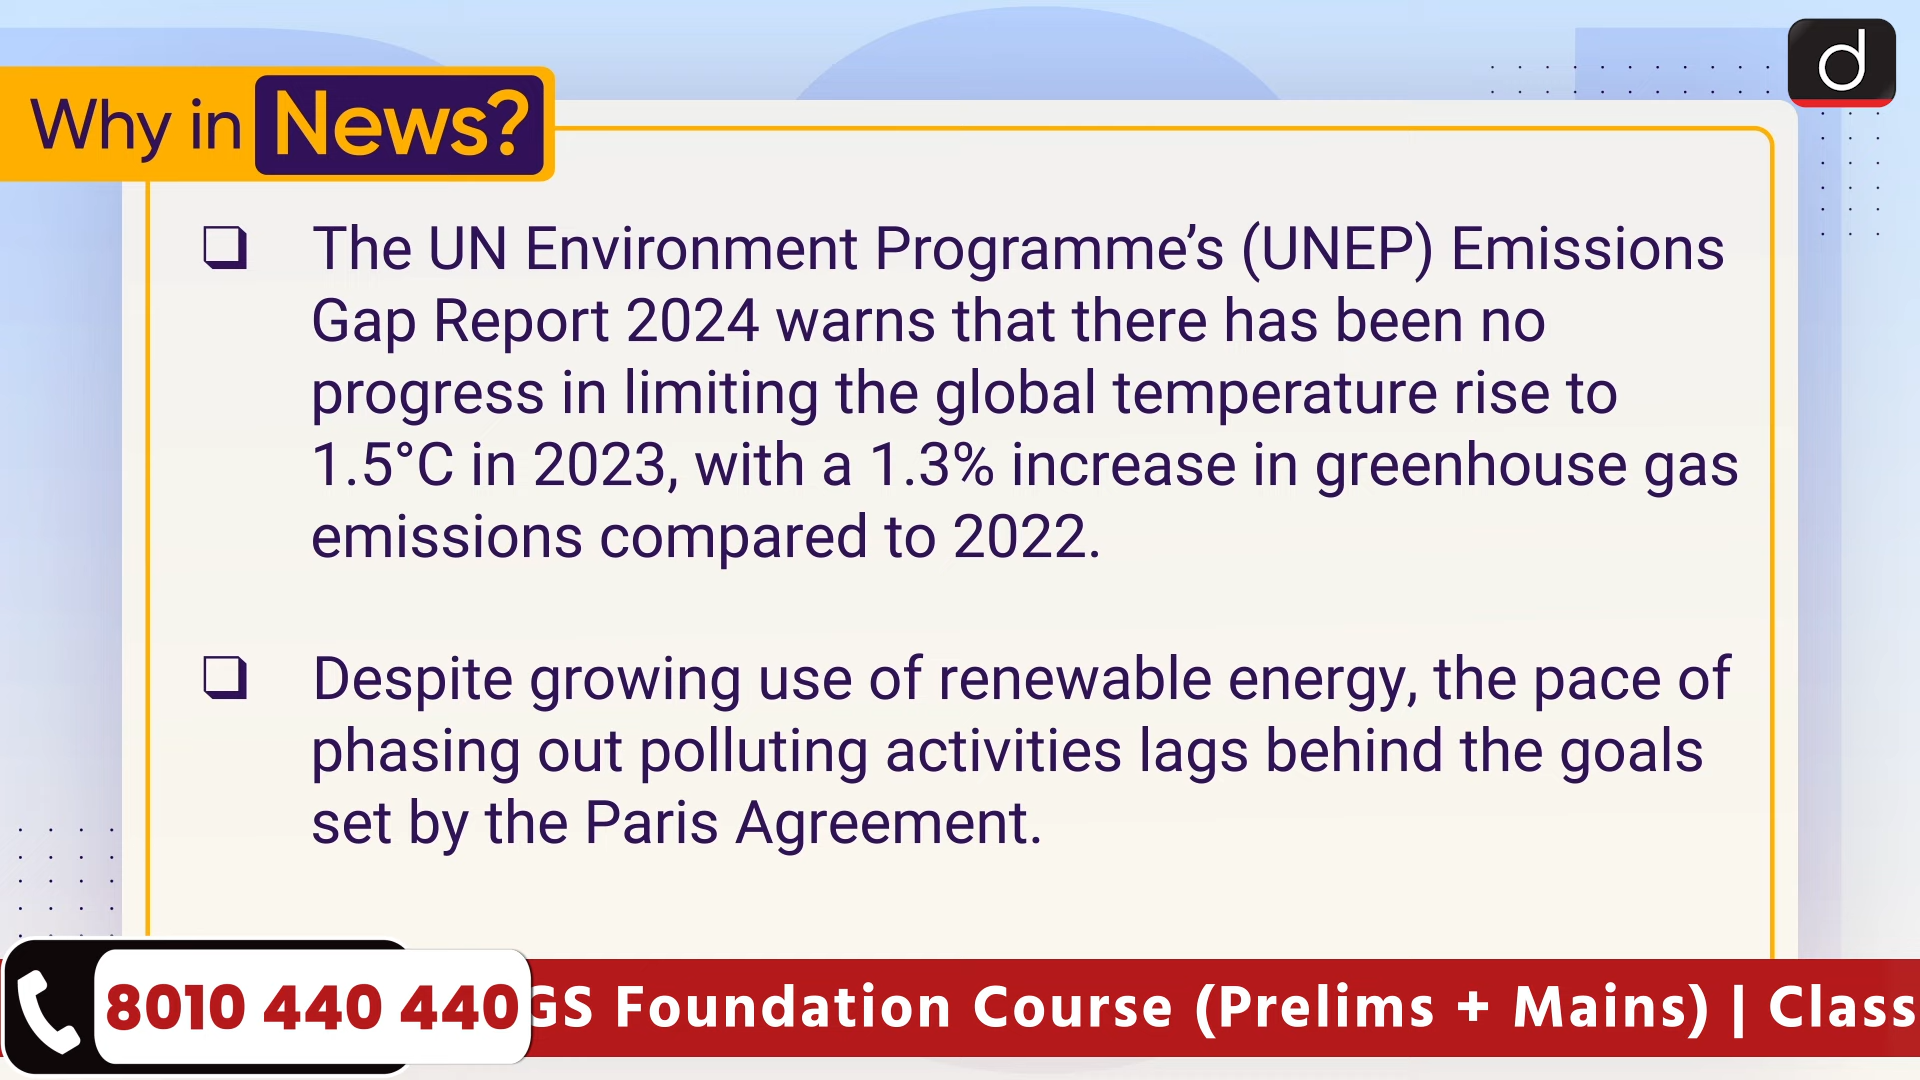 Why in News?
d
❑ The UN Environment Programme’s (UNEP) Emissions
Gap Report 2024 warns that there has been no
progress in limiting the global temperature rise to
1.5°C in 2023, with a 1.3% increase in greenhouse gas
emissions compared to 2022.
❑ Despite growing use of renewable energy, the pace of
phasing out polluting activities lags behind the goals
set by the Paris Agreement.
8010 440 440 GS Foundation Course (Prelims + Mains) | Class